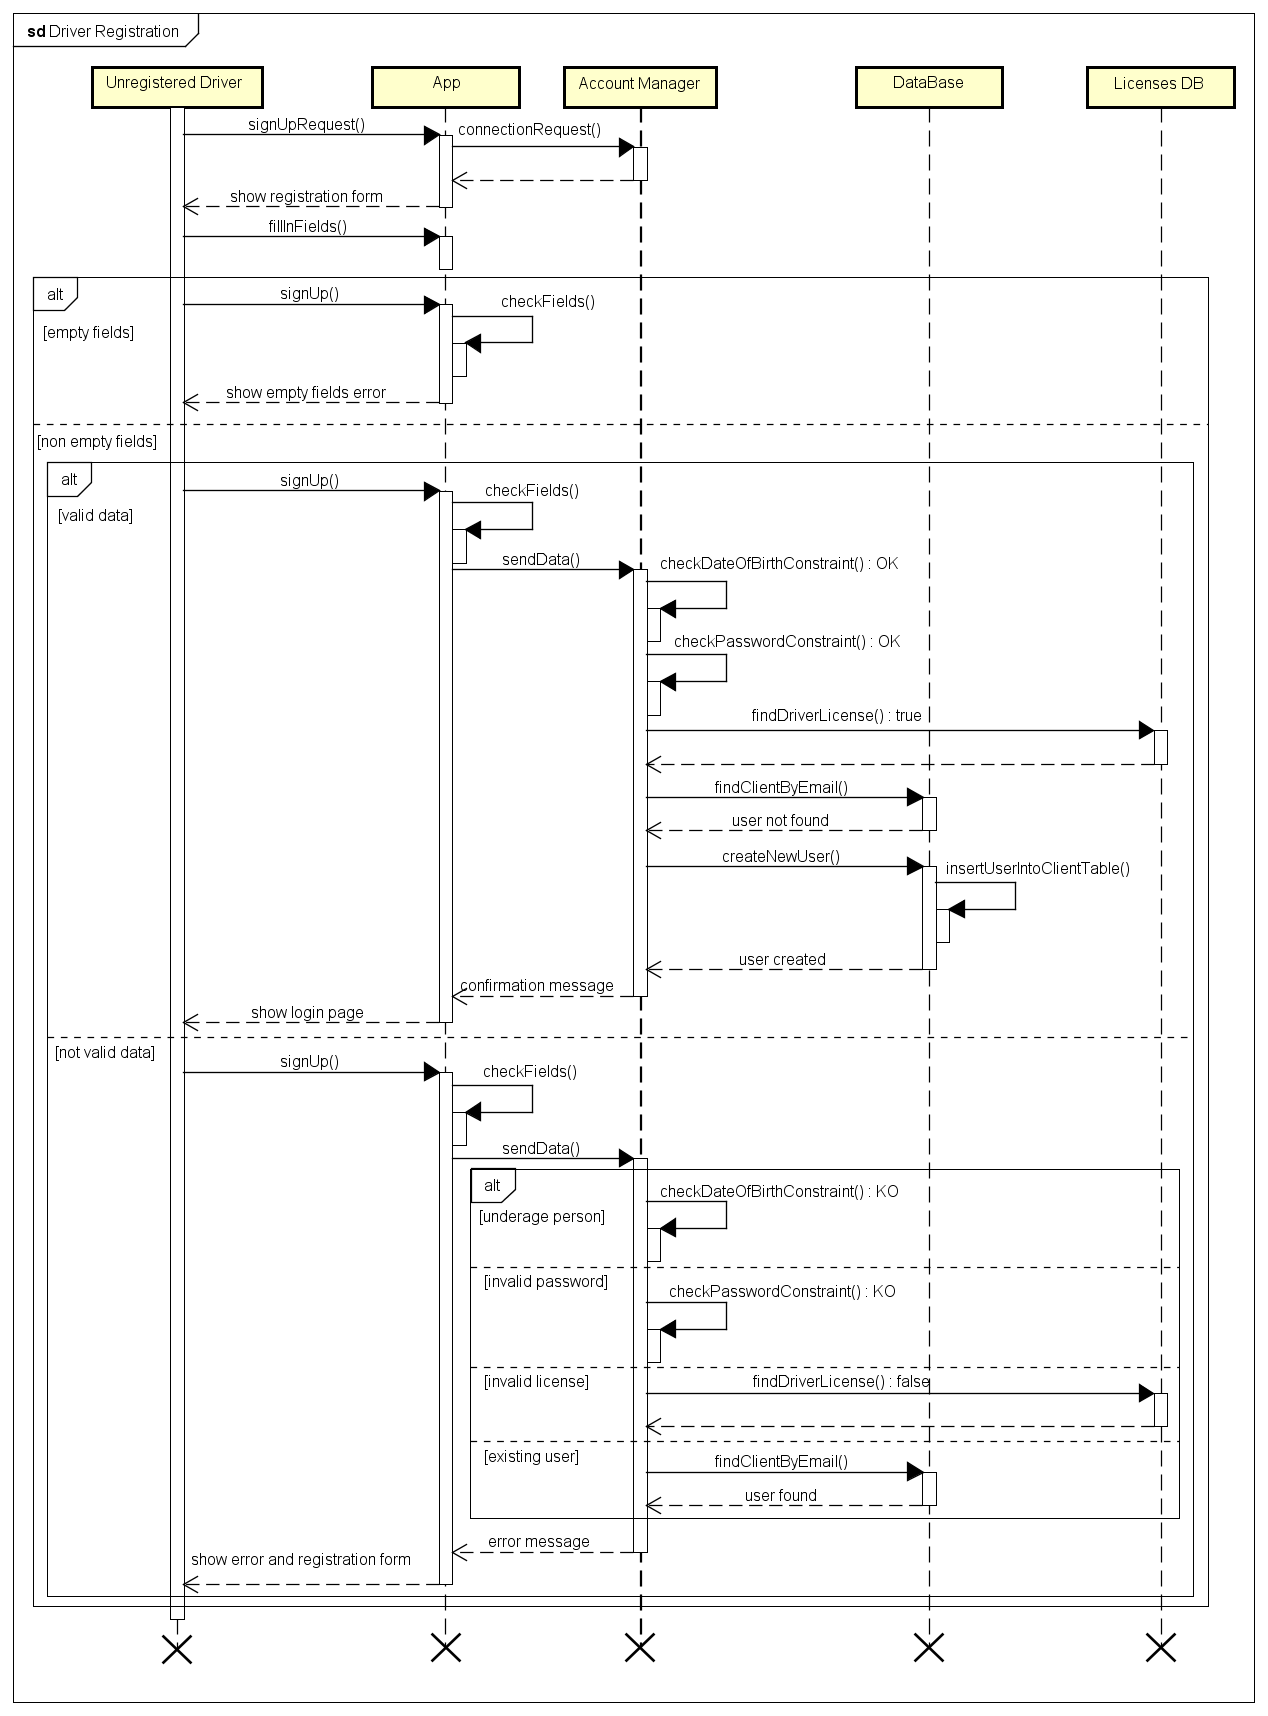 sd Driver Registration
Unregistered Driver
App
Account Manager
DataBase
Licenses DB
signUpRequest()
connectionRequest()
show registration form
fillInFields()
alt
signUp()
checkFields()
[empty fields]
show empty fields error
[non empty fields]
alt
signUp()
checkFields()
[valid data]
sendData()
checkDateOfBirthConstraint() : OK
checkPasswordConstraint() : OK
findDriverLicense() : true
findClientByEmail()
user not found
createNewUser()
insertUserIntoClientTable()
user created
confirmation message
show login page
[not valid data]
signUp()
checkFields()
sendData()
alt
checkDateOfBirthConstraint() : KO
[underage person]
[invalid password]
checkPasswordConstraint() : KO
[invalid license]
findDriverLicense() : false
[existing user]
findClientByEmail()
user found
error message
show error and registration form